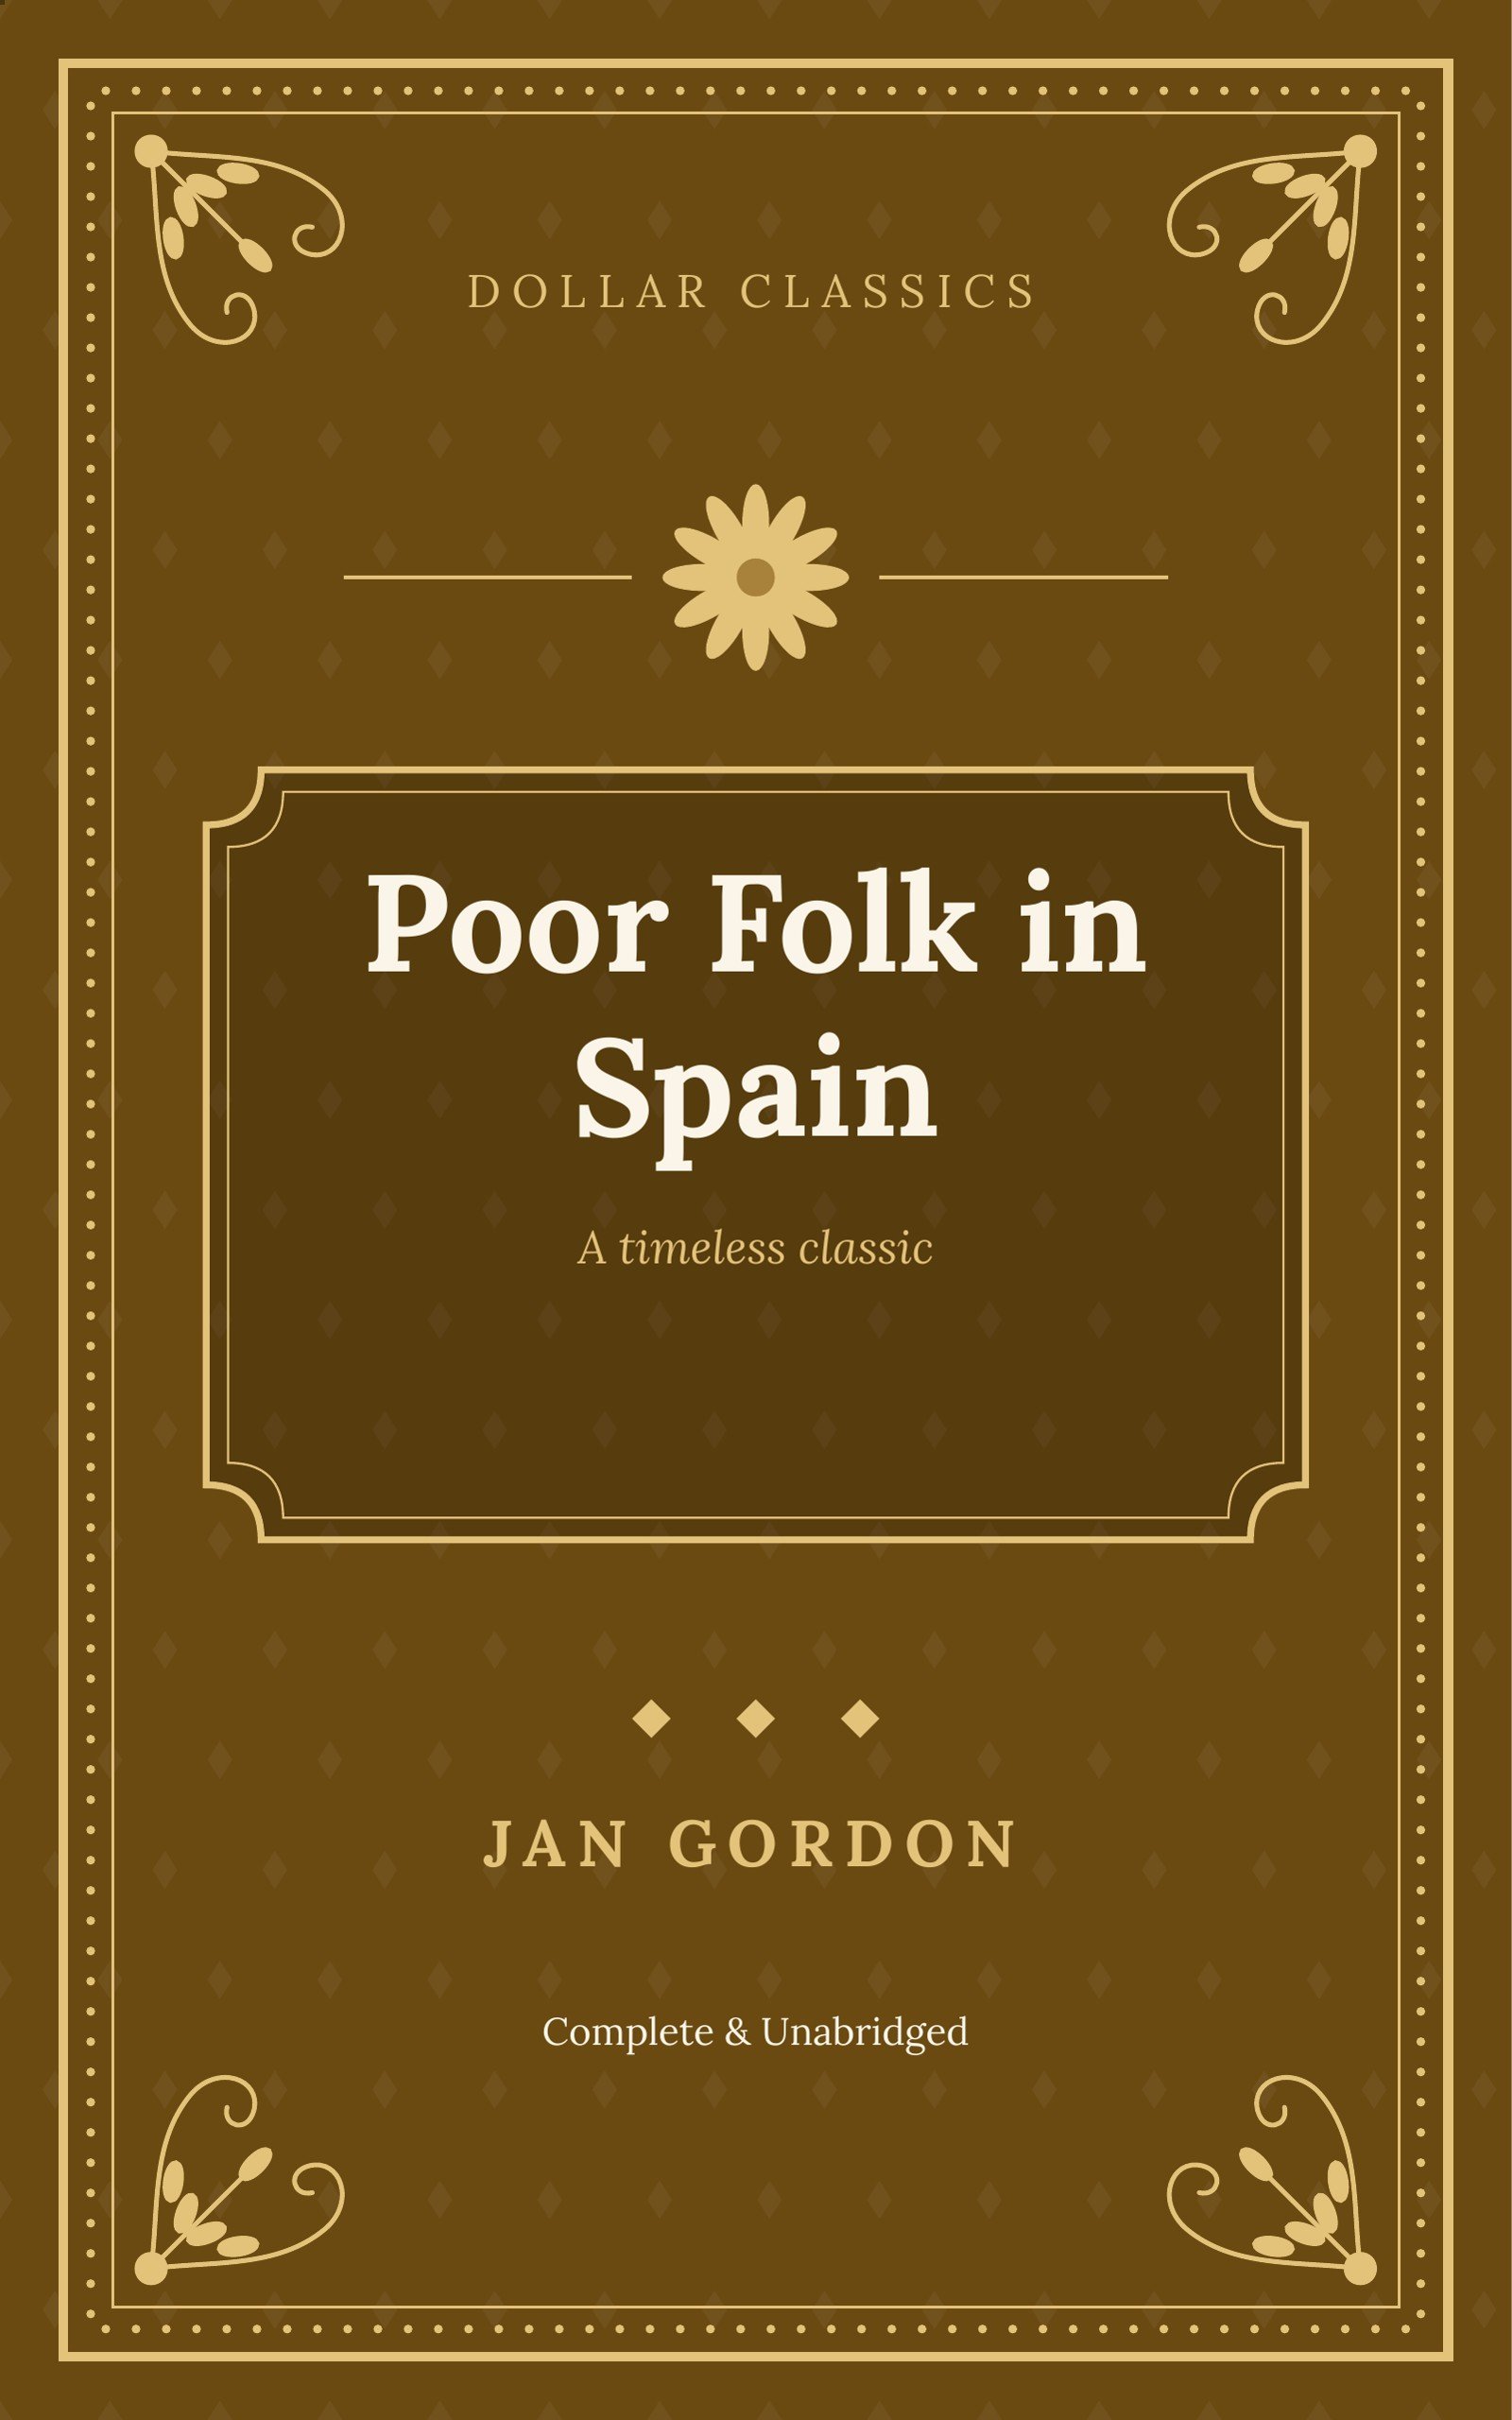 DOLLAR CLASSICS
Poor Folk in
Spain
A timeless classic
JAN GORDON
Complete & Unabridged